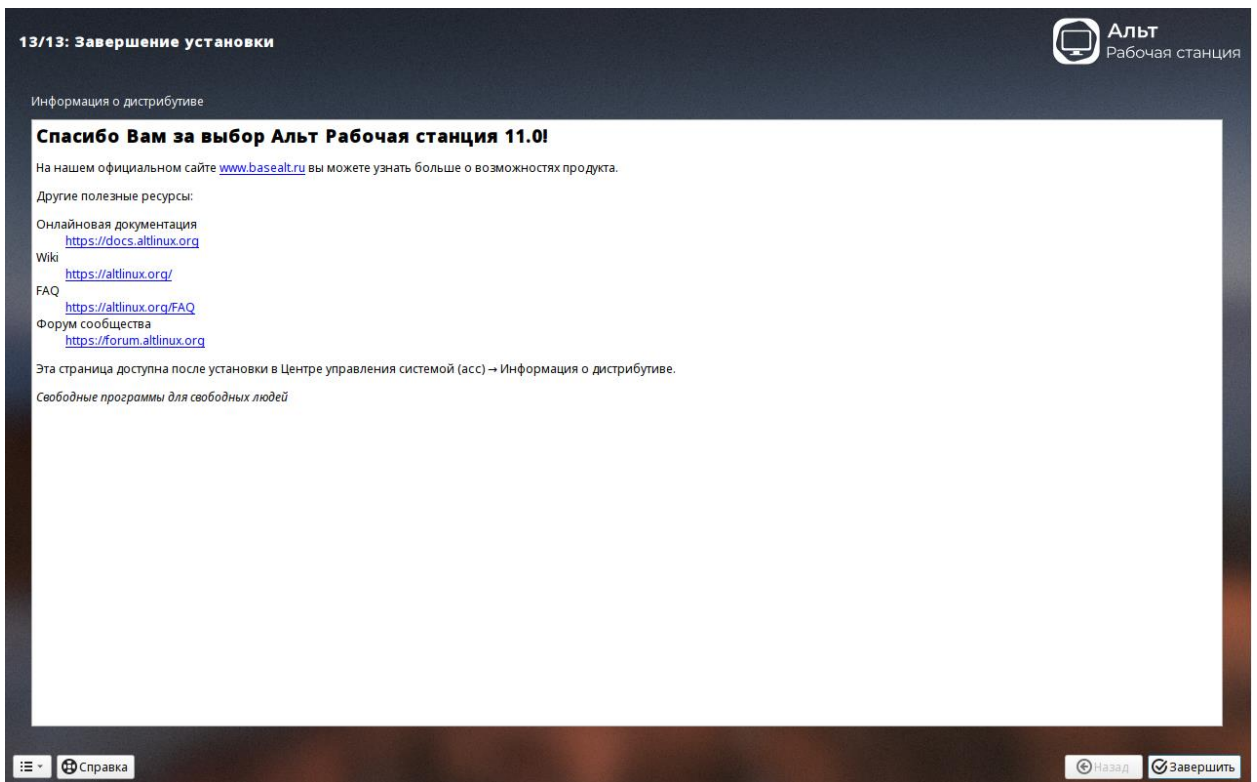 13/13: Завершение установки
Альт
Рабочая станция
Информация о дистрибутиве
Спасибо Вам за выбор Альт Рабочая станция 11.0!
На нашем официальном сайте www.basealt.ru вы можете узнать больше о возможностях продукта.
Другие полезные ресурсы:
Онлайновая документация
https://docs.altlinux.org
Wiki
https://altlinux.org/
FAQ
https://altlinux.org/FAQ
Форум сообщества
https://forum.altlinux.org
Эта страница доступна после установки в Центре управления системой (acc) → Информация о дистрибутиве.
Свободные программы для свободных людей
Справка
Назад
Завершить